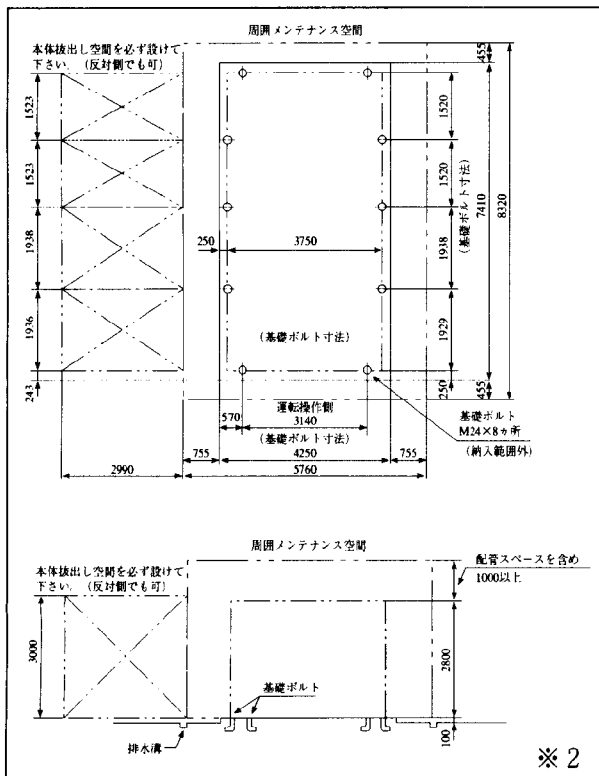 周囲メンテナンス空間
本体抜出し空間を必ず設けて
下さい。（反対側でも可）
455
1523
1520
1523
1520
(基礎ボルト寸法)
7410
8320
250
3750
1938
1938
(基礎ボルト寸法)
1936
1929
243
250
455
運転操作側
570
3140
(基礎ボルト寸法)
基礎ボルト
M24×8ヵ所
(納入範囲外)
755
4250
755
2990
5760
周囲メンテナンス空間
本体抜出し空間を必ず設けて
下さい。（反対側でも可）
配管スペースを含め
1000以上
3000
2800
基礎ボルト
排水溝
100
※2